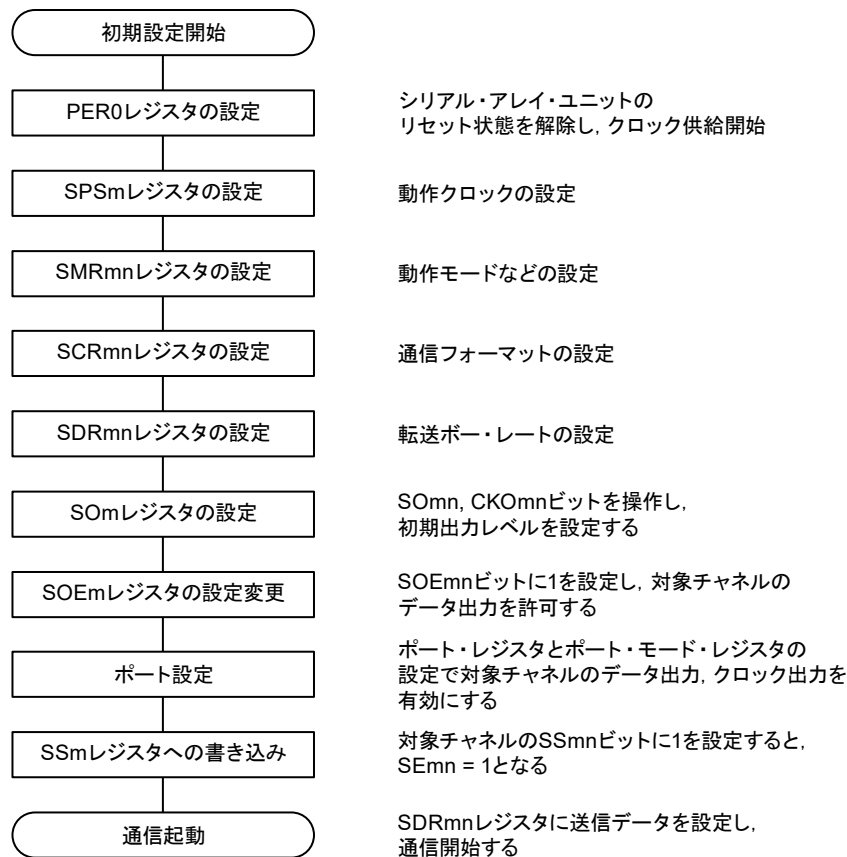 初期設定開始
PER0レジスタの設定
シリアル・アレイ・ユニットの
リセット状態を解除し, クロック供給開始
SPSmレジスタの設定
動作クロックの設定
SMRmnレジスタの設定
動作モードなどの設定
SCRmnレジスタの設定
通信フォーマットの設定
SDRmnレジスタの設定
転送ボー・レートの設定
SOmレジスタの設定
SOmn, CKOmnビットを操作し,
初期出力レベルを設定する
SOEmレジスタの設定変更
SOEmnビットに1を設定し, 対象チャネルの
データ出力を許可する
ポート設定
ポート・レジスタとポート・モード・レジスタの
設定で対象チャネルのデータ出力, クロック出力を
有効にする
SSmレジスタへの書き込み
対象チャネルのSSmnビットに1を設定すると,
SEmn = 1となる
通信起動
SDRmnレジスタに送信データを設定し,
通信開始する